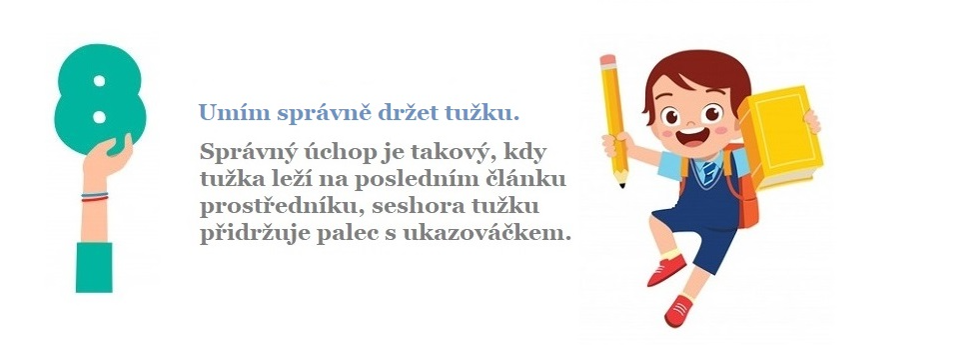 8
Umím správně držet tužku.
Správný úchop je takový, kdy
tužka leží na posledním článku
prostředníku, seshora tužku
přidržuje palec s ukazováčkem.